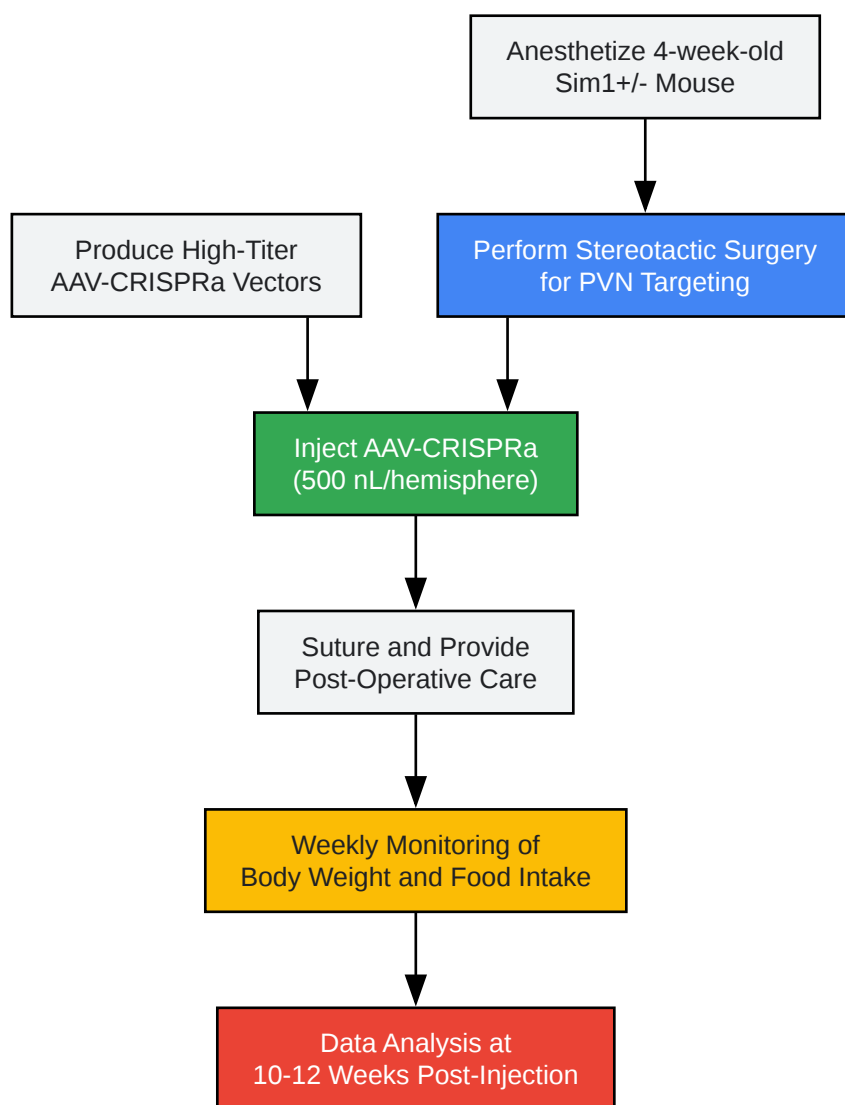 Anesthetize 4-week-old
Sim1+/- Mouse
Produce High-Titer
AAV-CRISPRa Vectors
Perform Stereotactic Surgery
for PVN Targeting
Inject AAV-CRISPRa
(500 nL/hemisphere)
Suture and Provide
Post-Operative Care
Weekly Monitoring of
Body Weight and Food Intake
Data Analysis at
10-12 Weeks Post-Injection